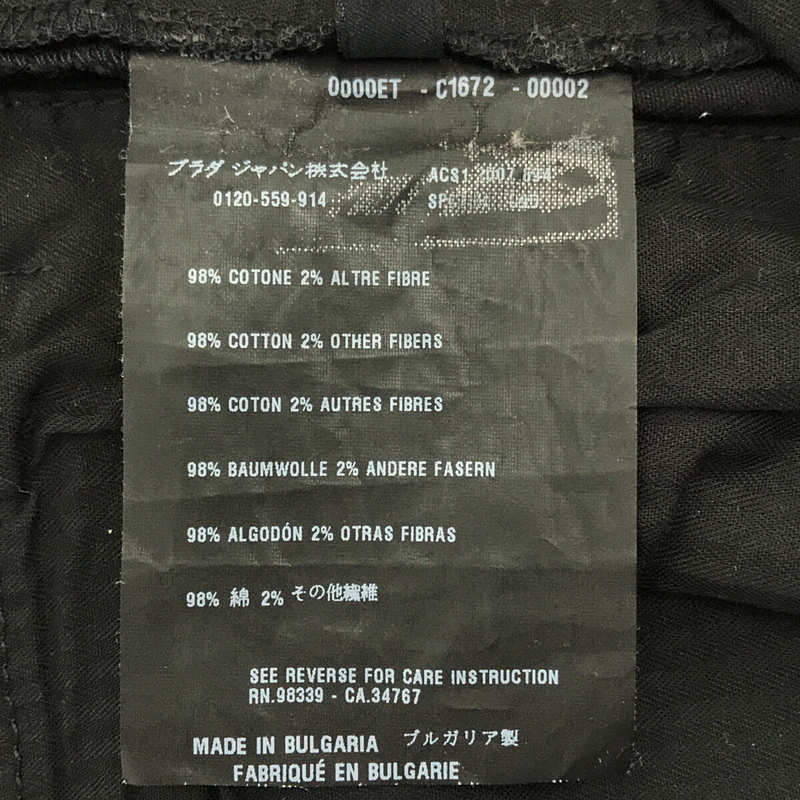 0000ET - C1672 - 00002
プラダ ジャパン株式会社
0120-559-914
ACS1
98% COTONE 2% ALTRE FIBRE
98% COTTON 2% OTHER FIBERS
98% COTON 2% AUTRES FIBRES
98% BAUMWOLLE 2% ANDERE FASERN
98% ALGODÓN 2% OTRAS FIBRAS
98% 綿 2% その他繊維
SEE REVERSE FOR CARE INSTRUCTION
RN.98339 - CA.34767
MADE IN BULGARIA ブルガリア製
FABRIQUÉ EN BULGARIE